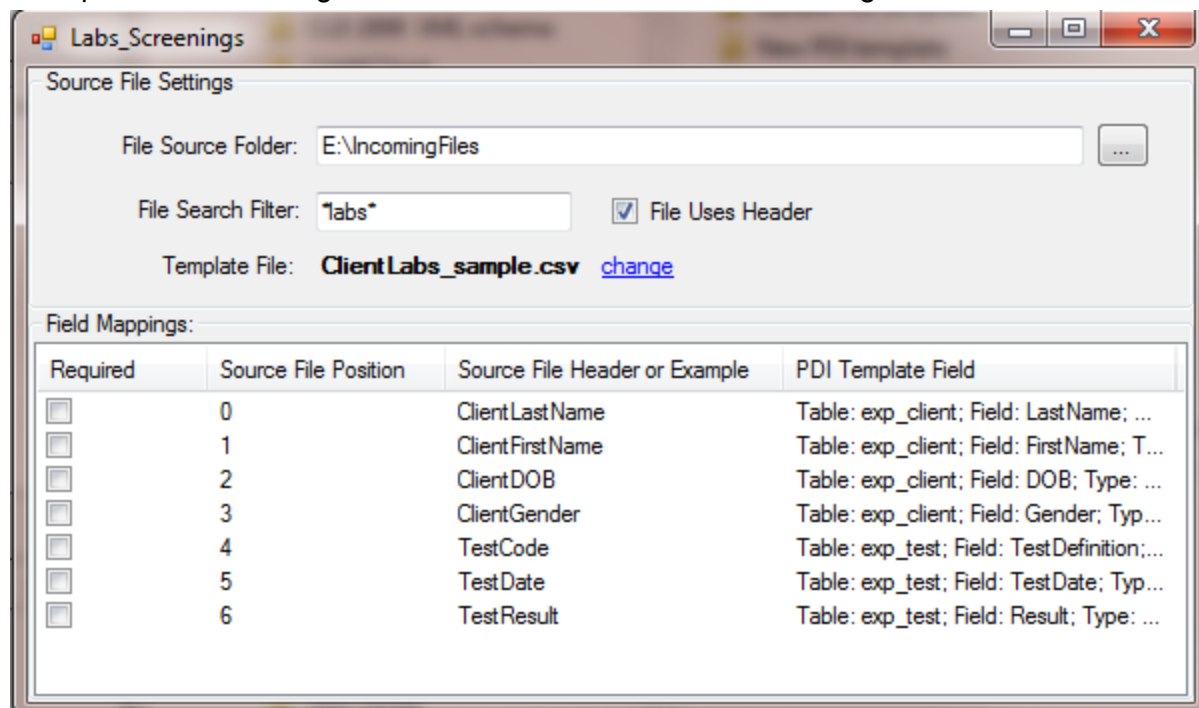 Labs_Screenings
Source File Settings
File Source Folder: E:\IncomingFiles ...
File Search Filter: *labs* File Uses Header
Template File: ClientLabs_sample.csv change
Field Mappings:
Required Source File Position Source File Header or Example PDI Template Field
0 ClientLastName Table: exp_client; Field: LastName; ...
1 ClientFirstName Table: exp_client; Field: FirstName; T...
2 ClientDOB Table: exp_client; Field: DOB; Type: ...
3 ClientGender Table: exp_client; Field: Gender; Typ...
4 TestCode Table: exp_test; Field: TestDefinition;...
5 TestDate Table: exp_test; Field: TestDate; Typ...
6 TestResult Table: exp_test; Field: Result; Type: ...